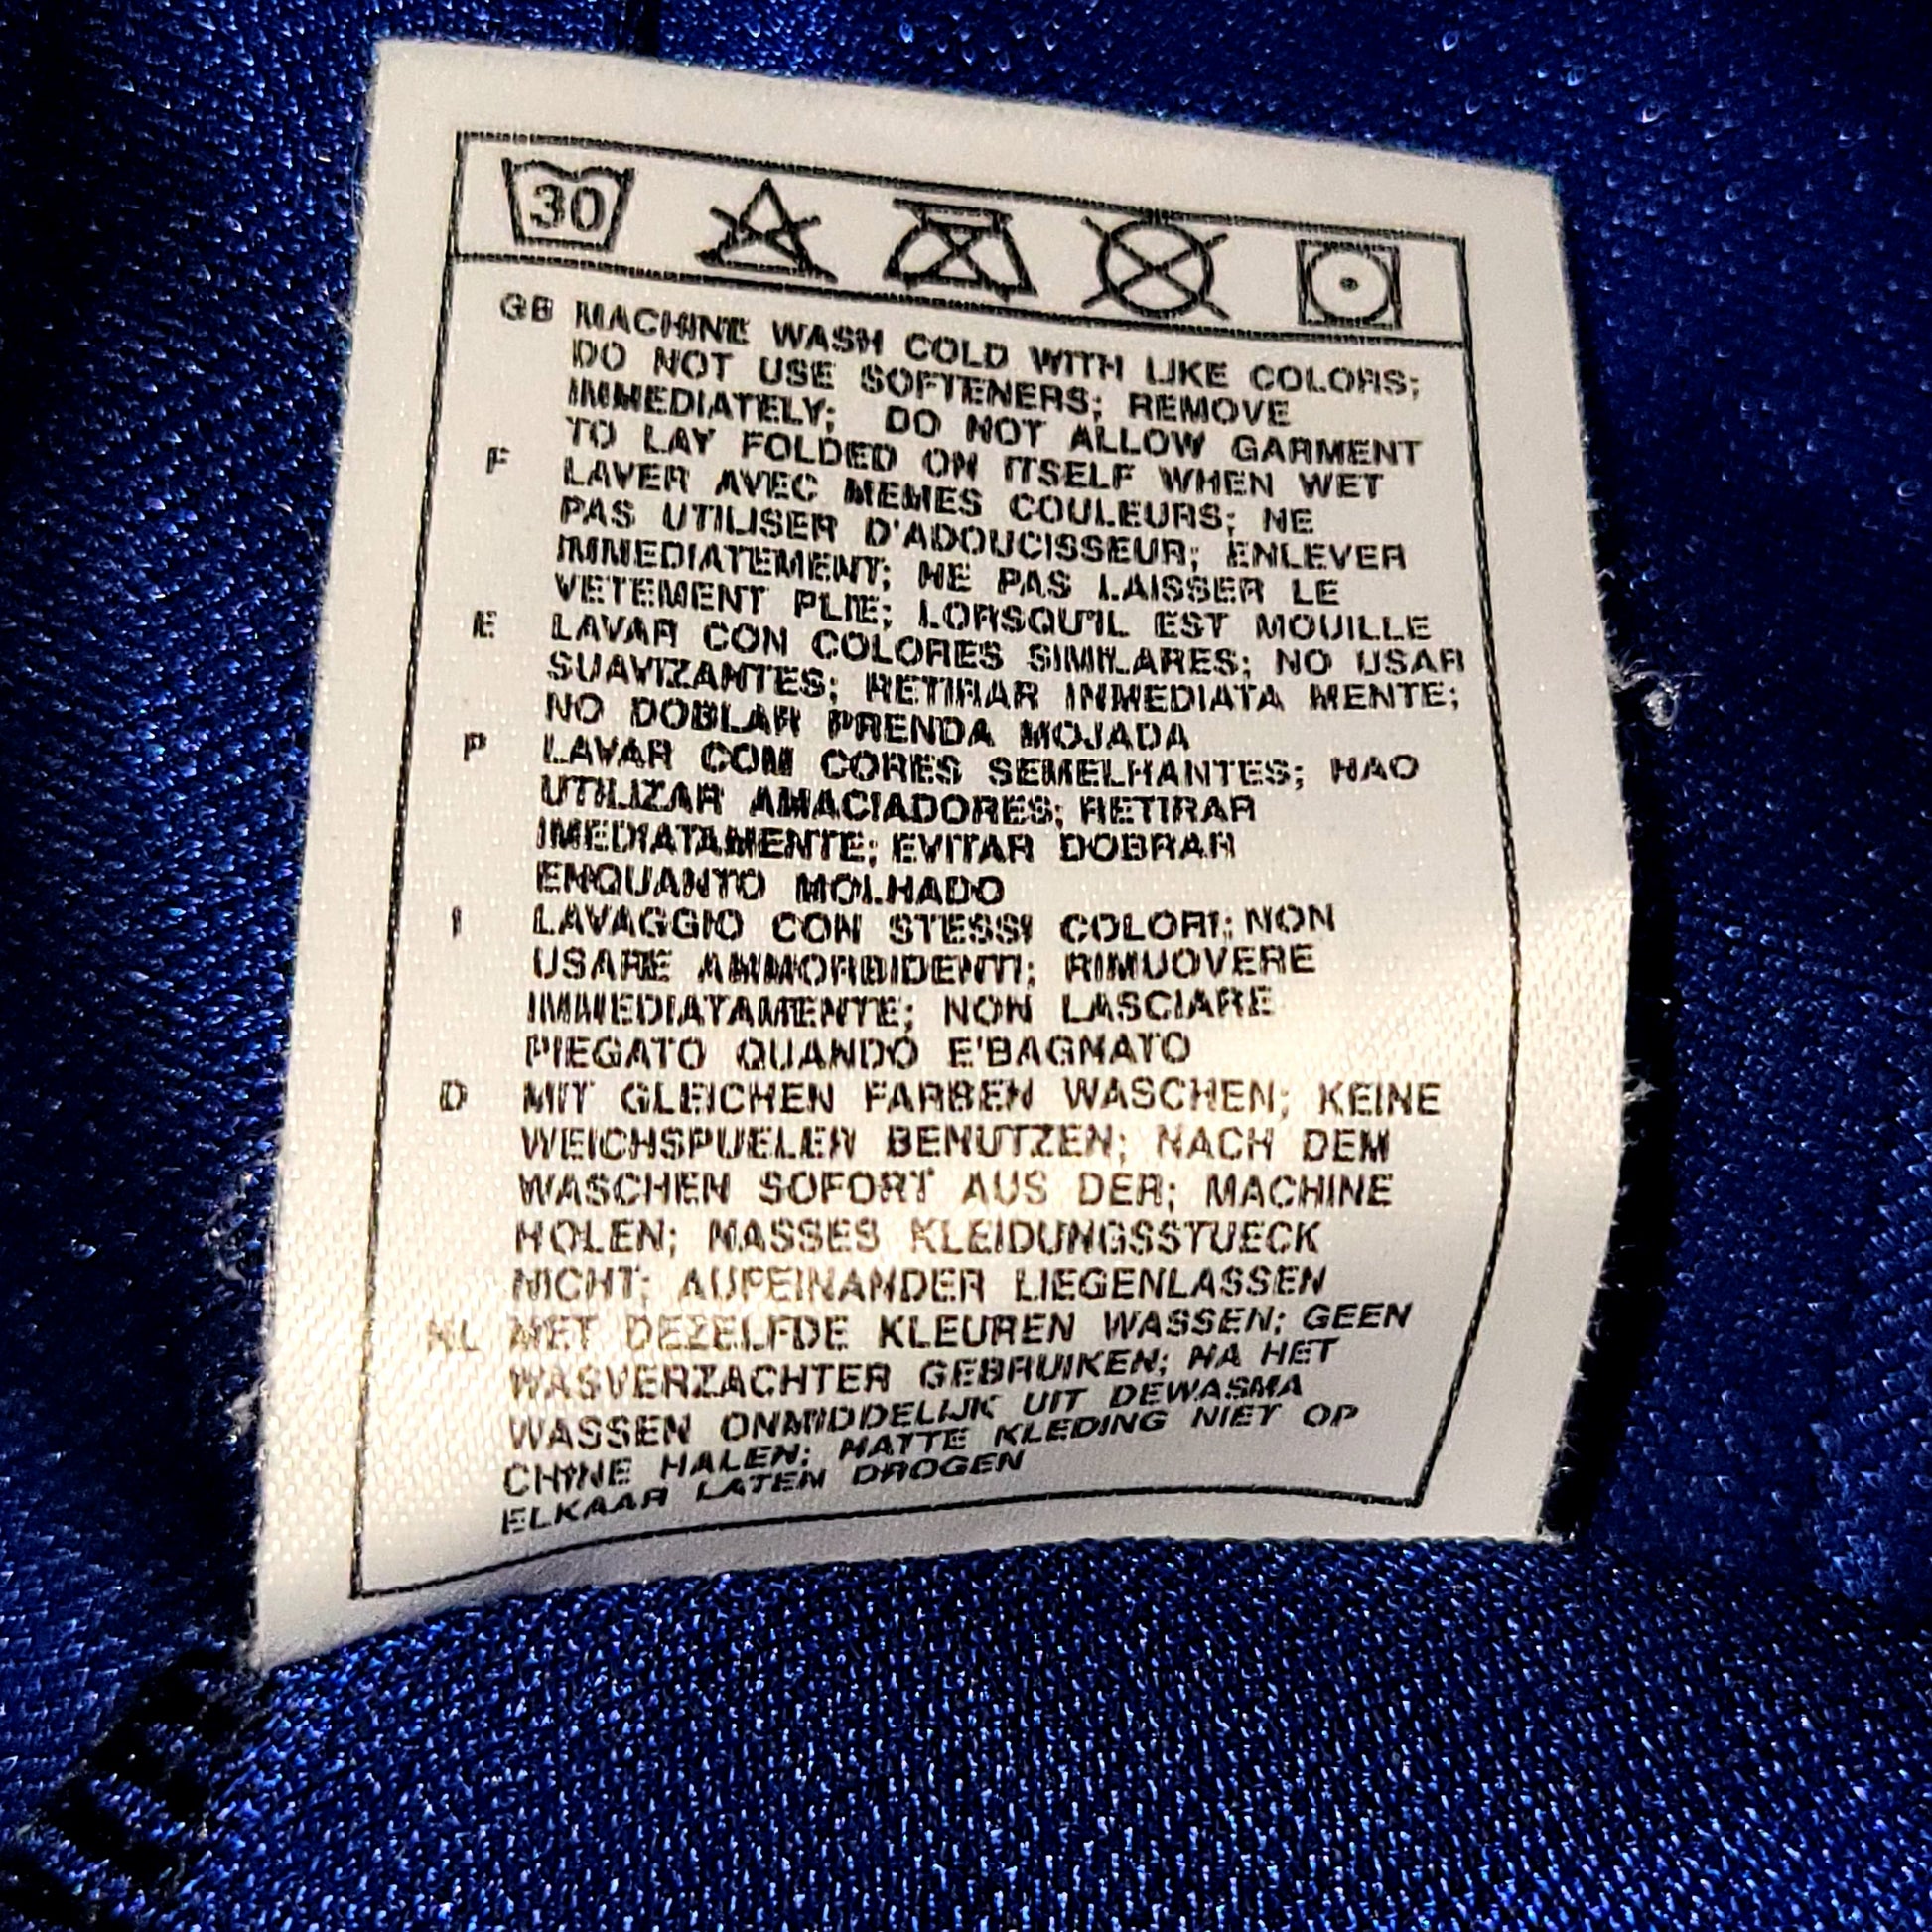 30
GB MACHINE WASH COLD WITH LIKE COLORS;
DO NOT USE SOFTENERS; REMOVE
IMMEDIATELY; DO NOT ALLOW GARMENT
TO LAY FOLDED ON ITSELF WHEN WET
F LAVER AVEC MEMES COULEURS; NE
PAS UTILISER D'ADOUCISSEUR; ENLEVER
IMMEDIATEMENT; NE PAS LAISSER LE
VETEMENT PLIE; LORSQU'IL EST MOUILLE
E LAVAR CON COLORES SIMILARES; NO USAR
SUAVIZANTES; RETIRAR INMEDIATA MENTE;
NO DOBLAR PRENDA MOJADA
P LAVAR COM CORES SEMELHANTES; NAO
UTILIZAR AMACIADORES; RETIRAR
IMEDIATAMENTE; EVITAR DOBRAR
ENQUANTO MOLHADO
I LAVAGGIO CON STESSI COLORI; NON
USARE AMMORBIDENTI; RIMUOVERE
IMMEDIATAMENTE; NON LASCIARE
PIEGATO QUANDO E'BAGNATO
D MIT GLEICHEN FARBEN WASCHEN; KEINE
WEICHSPUELER BENUTZEN; NACH DEM
WASCHEN SOFORT AUS DER; MACHINE
HOLEN; NASSES KLEIDUNGSSTUECK
NICHT; AUFEINANDER LIEGENLASSEN
NL MET DEZELFDE KLEUREN WASSEN; GEEN
WASVERZACHTER GEBRUIKEN; NA HET
WASSEN ONMIDDELIJK UIT DEWASMA
CHINE HALEN; NATTE KLEDING NIET OP
ELKAAR LATEN DROGEN